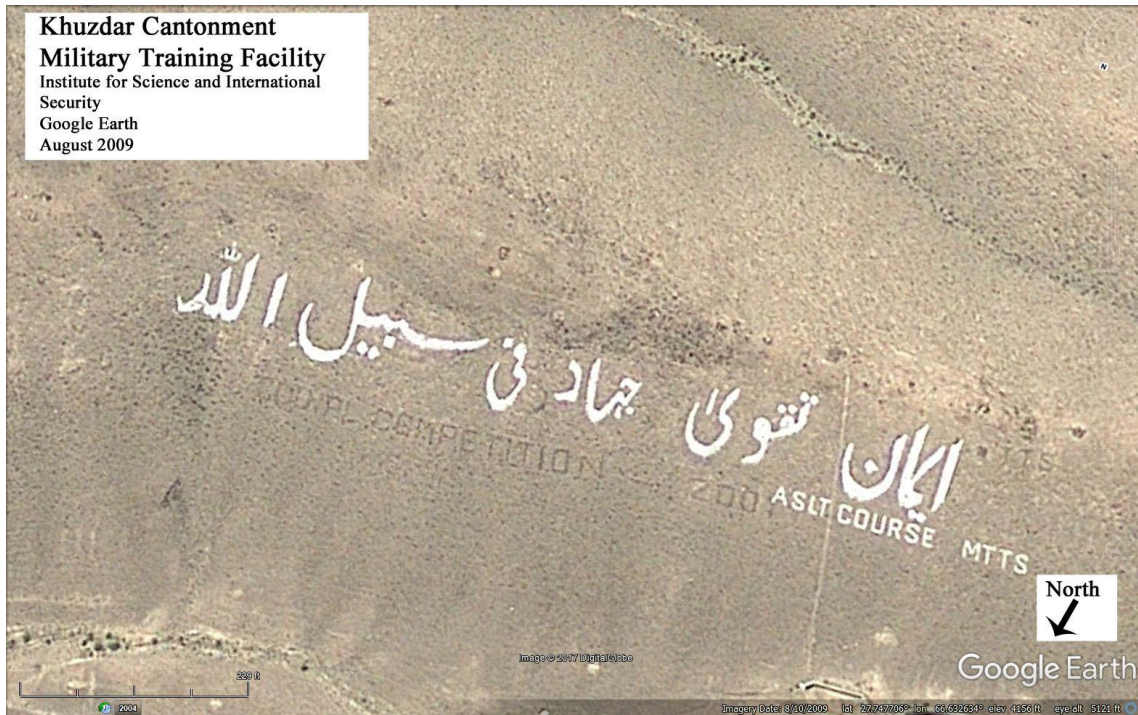 Khuzdar Cantonment
Military Training Facility
Institute for Science and International
Security
Google Earth
August 2009
N
ایمان تقویٰ جہاد فی سبیل اللہ
COMPETITION
ASLT COURSE MTTS
North
Google Earth
Image © 2017 DigitalGlobe
229 ft
2004
Imagery Date: 8/10/2009 lat 27.747706° lon 66.632634° elev 4156 ft eye alt 5121 ft